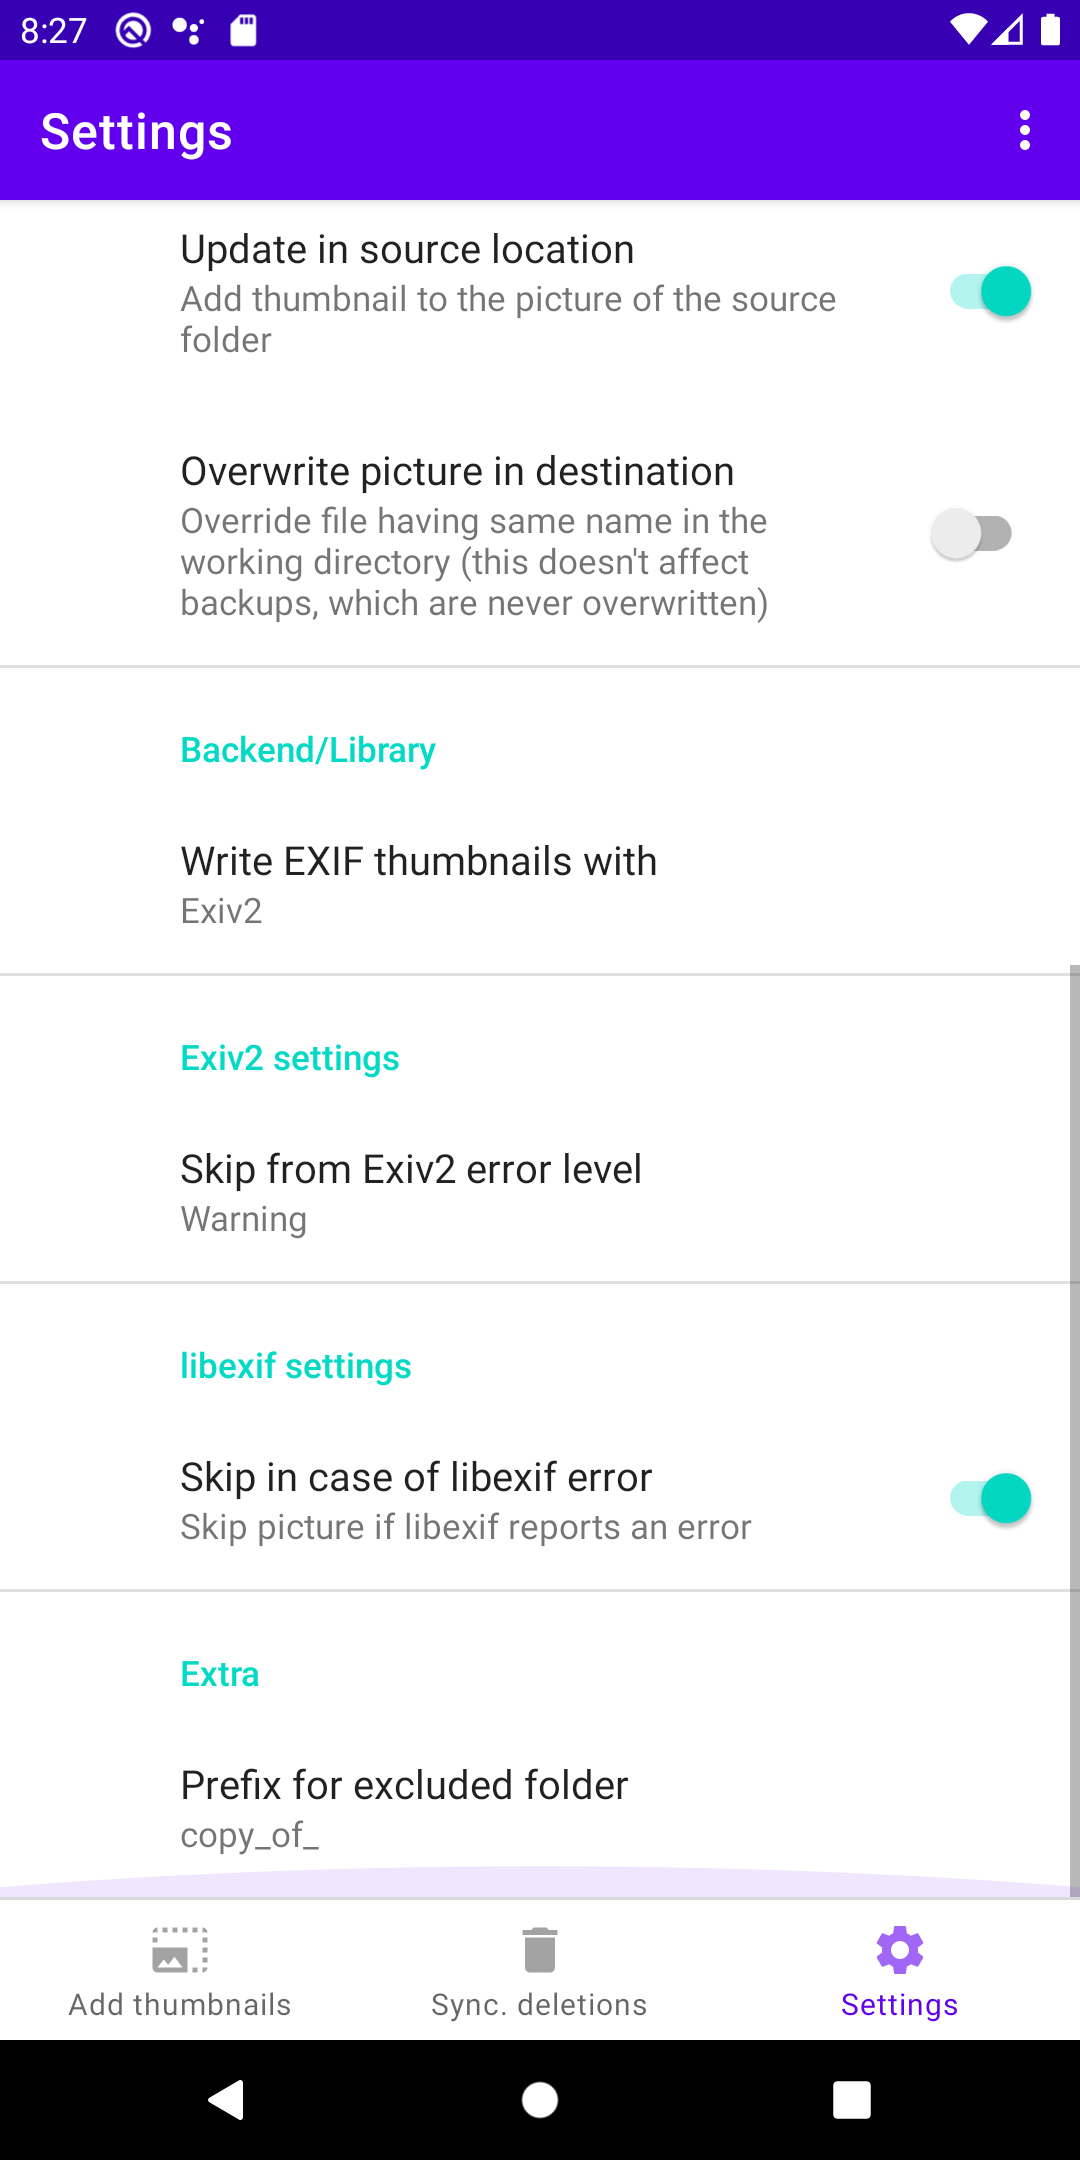 8:27
Settings
Update in source location
Add thumbnail to the picture of the source
folder
Overwrite picture in destination
Override file having same name in the
working directory (this doesn't affect
backups, which are never overwritten)
Backend/Library
Write EXIF thumbnails with
Exiv2
Exiv2 settings
Skip from Exiv2 error level
Warning
libexif settings
Skip in case of libexif error
Skip picture if libexif reports an error
Extra
Prefix for excluded folder
copy_of_
Add thumbnails
Sync. deletions
Settings